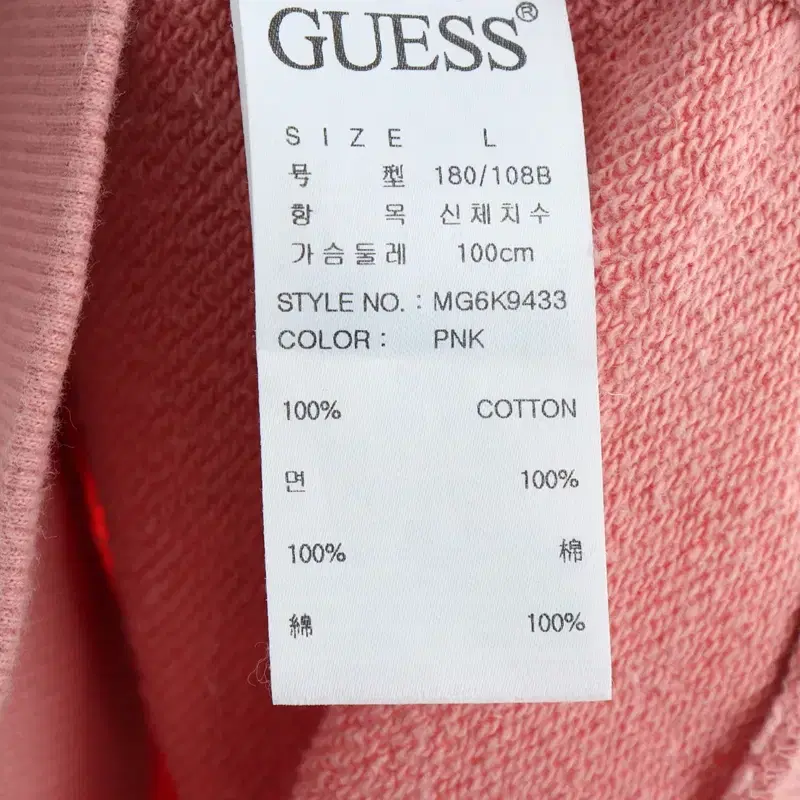 GUESS®
SIZE L
号 型 180/108B
항 목 신체치수
가슴둘레 100cm
STYLE NO. : MG6K9433
COLOR : PNK
100% COTTON
면 100%
100% 棉
綿 100%